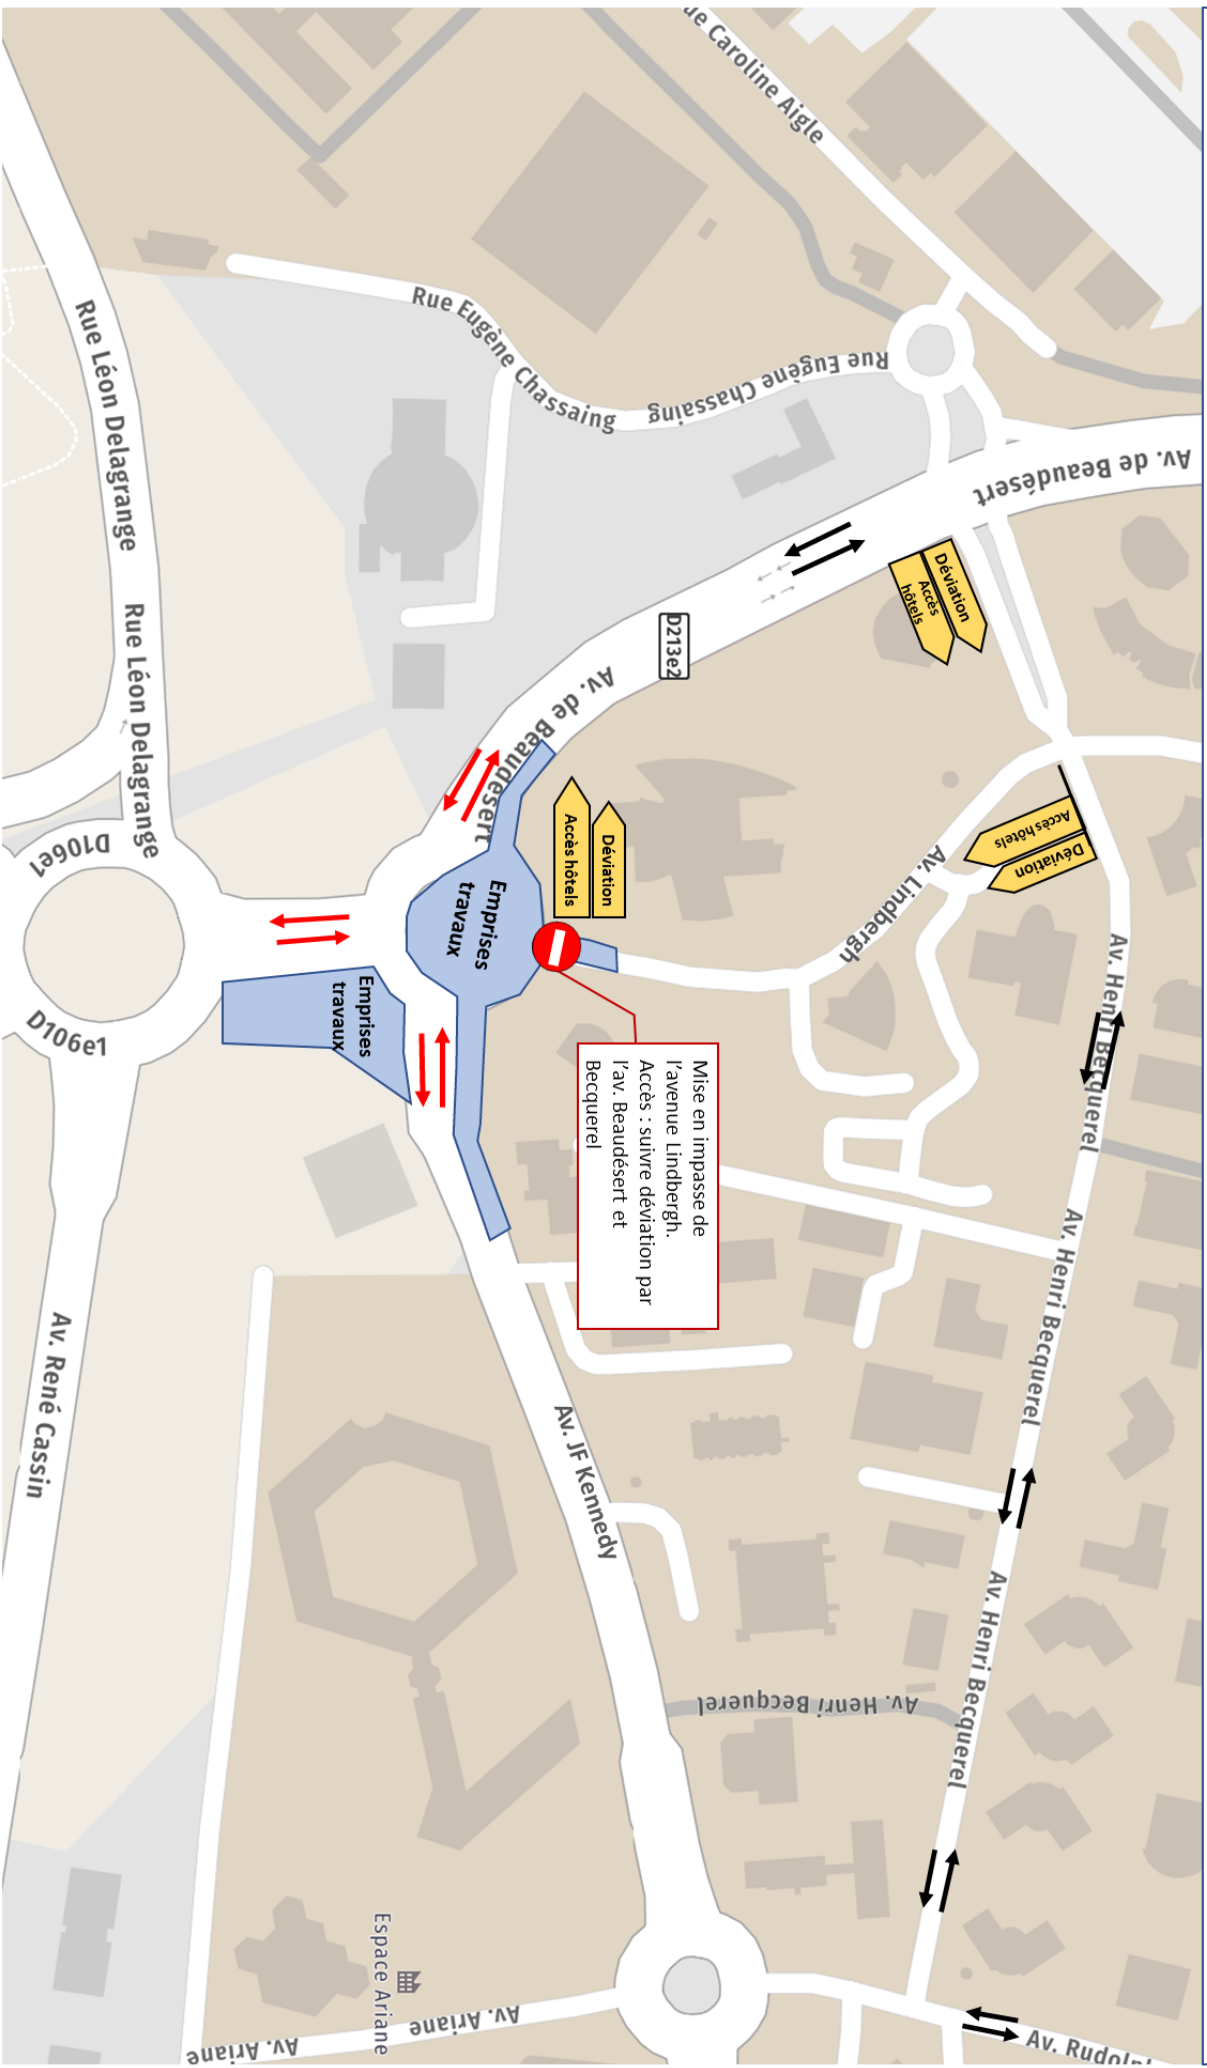 Rue Caroline Aigle
Rue Eugène Chassaing
Rue Eugène Chassaing
Av. de Beaudésert
Rue Léon Delagrange
Rue Léon Delagrange
D213e2
Déviation
Accès
hôtels
Av. de Beaudésert
Accès hôtels
Déviation
Déviation
Accès hôtels
Av. Lindbergh
D106e1
D106e1
Emprises
travaux
Emprises
travaux
Mise en impasse de
l'avenue Lindbergh.
Accès : suivre déviation par
l'av. Beaudésert et
Becquerel
Av. Henri Becquerel
Av. Henri Becquerel
Av. Henri Becquerel
Av. Henri Becquerel
Av. René Cassin
Av. JF Kennedy
Espace Ariane
Av. Ariane
Av. Ariane
Av. Rudolph